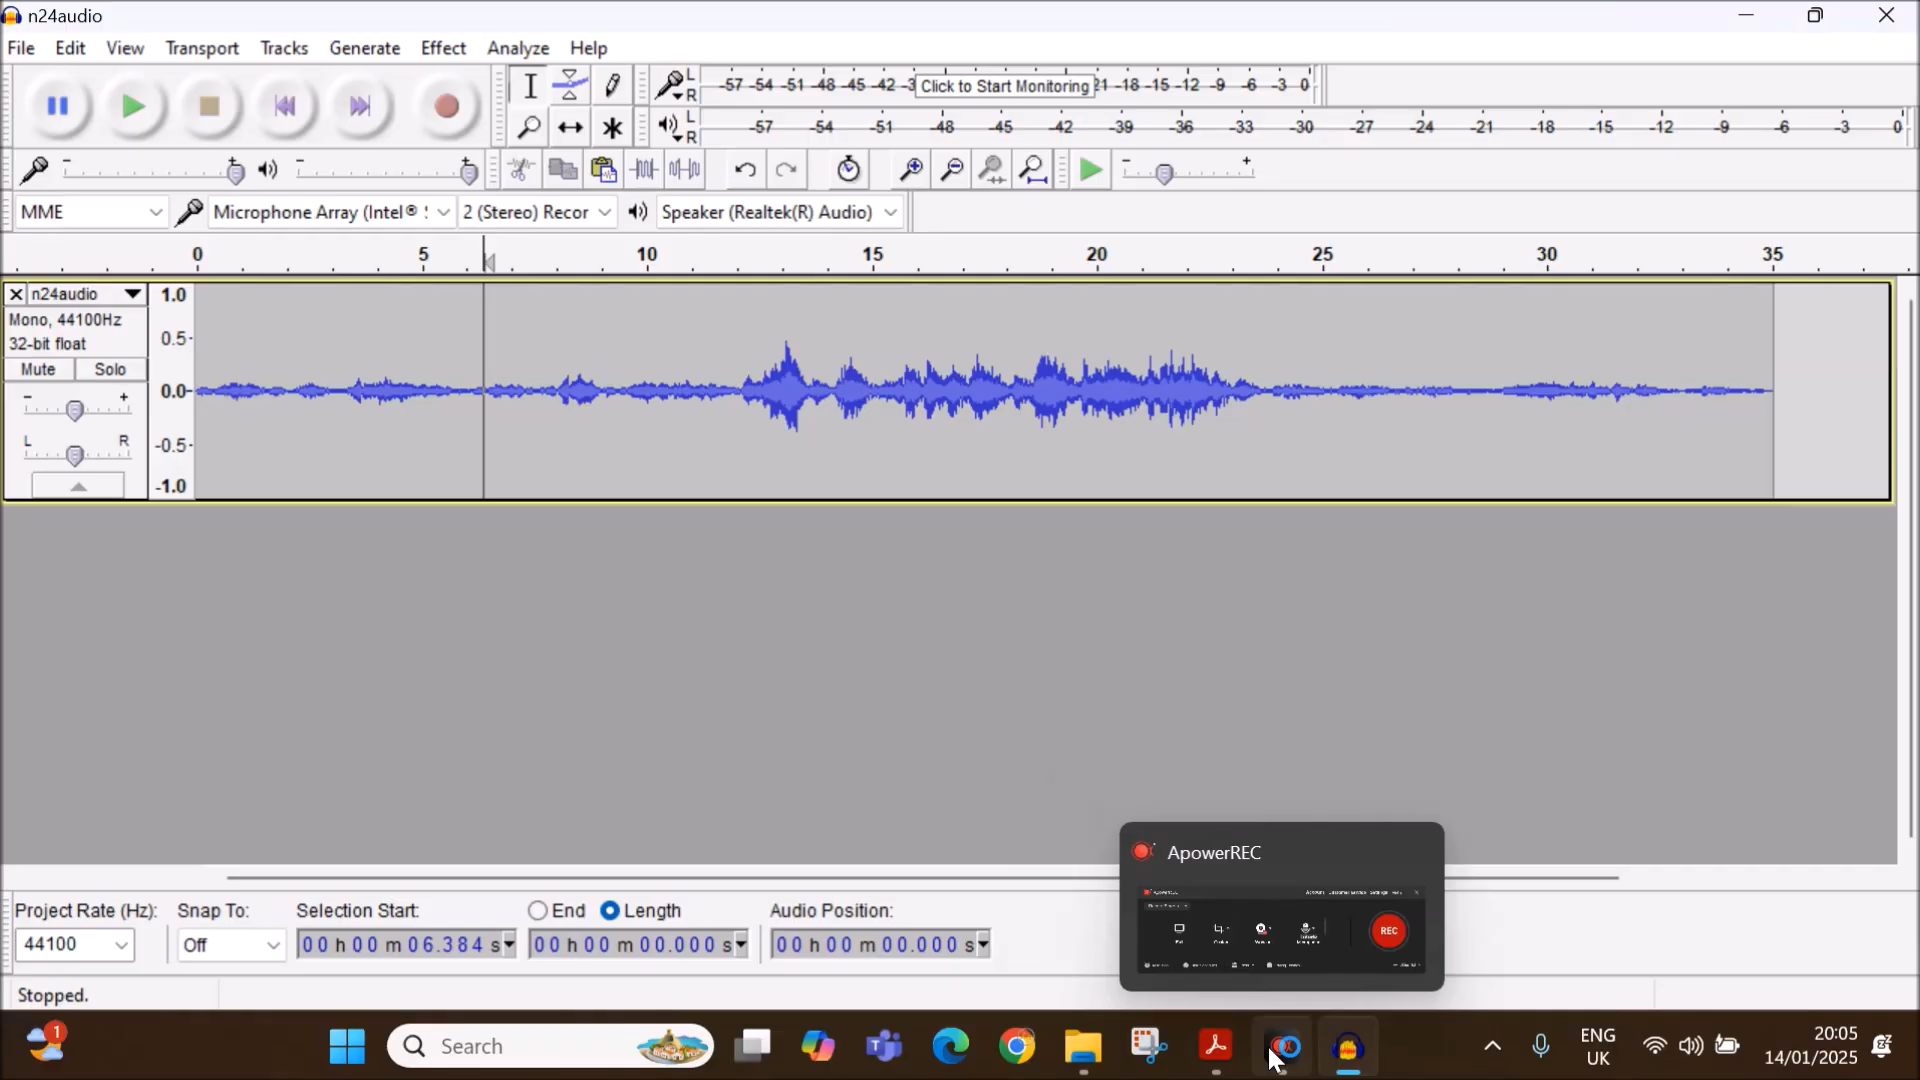 n24audio
File Edit View Transport Tracks Generate Effect Analyze Help
L -57 -54 -51 -48 -45 -42 -3 Click to Start Monitoring 21 -18 -15 -12 -9 -6 -3 0
R
L -57 -54 -51 -48 -45 -42 -39 -36 -33 -30 -27 -24 -21 -18 -15 -12 -9 -6 -3 0
R
MME Microphone Array (Intel® 2 (Stereo) Recor Speaker (Realtek(R) Audio)
0 5 10 15 20 25 30 35
n24audio 1.0
Mono, 44100Hz
32-bit float 0.5
Mute Solo
- + 0.0
L R -0.5
-1.0
ApowerREC
REC
Project Rate (Hz): Snap To: Selection Start: End Length Audio Position:
44100 Off 00 h 00 m 06.384 s 00 h 00 m 00.000 s 00 h 00 m 00.000 s
Stopped.
1 Search ENG 20:05
UK 14/01/2025